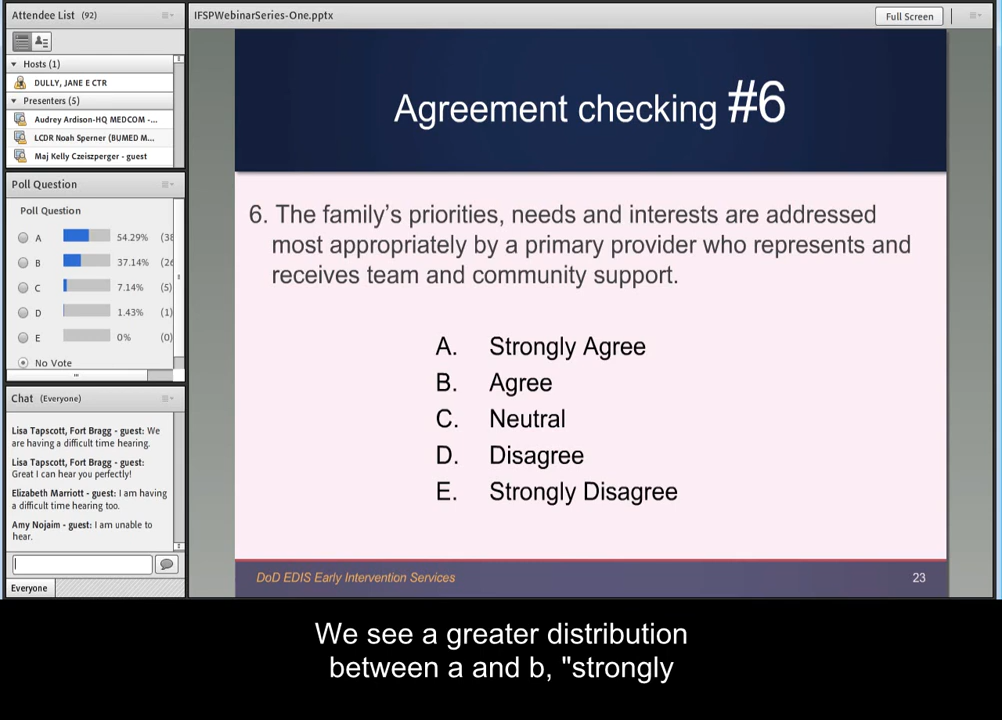 Attendee List (92)
Hosts (1)
DULLY, JANE E CTR
Presenters (5)
Audrey Ardison-HQ MEDCOM -...
LCDR Noah Sperner (BUMED M...
Maj Kelly Czeiszperger - guest
Poll Question
Poll Question
A 54.29% (38
B 37.14% (26
C 7.14% (5)
D 1.43% (1)
E 0% (0)
No Vote
Chat (Everyone)
Lisa Tapscott, Fort Bragg - guest: We
are having a difficult time hearing.
Lisa Tapscott, Fort Bragg - guest:
Great I can hear you perfectly!
Elizabeth Marriott - guest: I am having
a difficult time hearing too.
Amy Nojaim - guest: I am unable to
hear.
Everyone
IFSPWebinarSeries-One.pptx
Full Screen
Agreement checking #6
6. The family's priorities, needs and interests are addressed
most appropriately by a primary provider who represents and
receives team and community support.
A. Strongly Agree
B. Agree
C. Neutral
D. Disagree
E. Strongly Disagree
DoD EDIS Early Intervention Services
23
We see a greater distribution
between a and b, "strongly